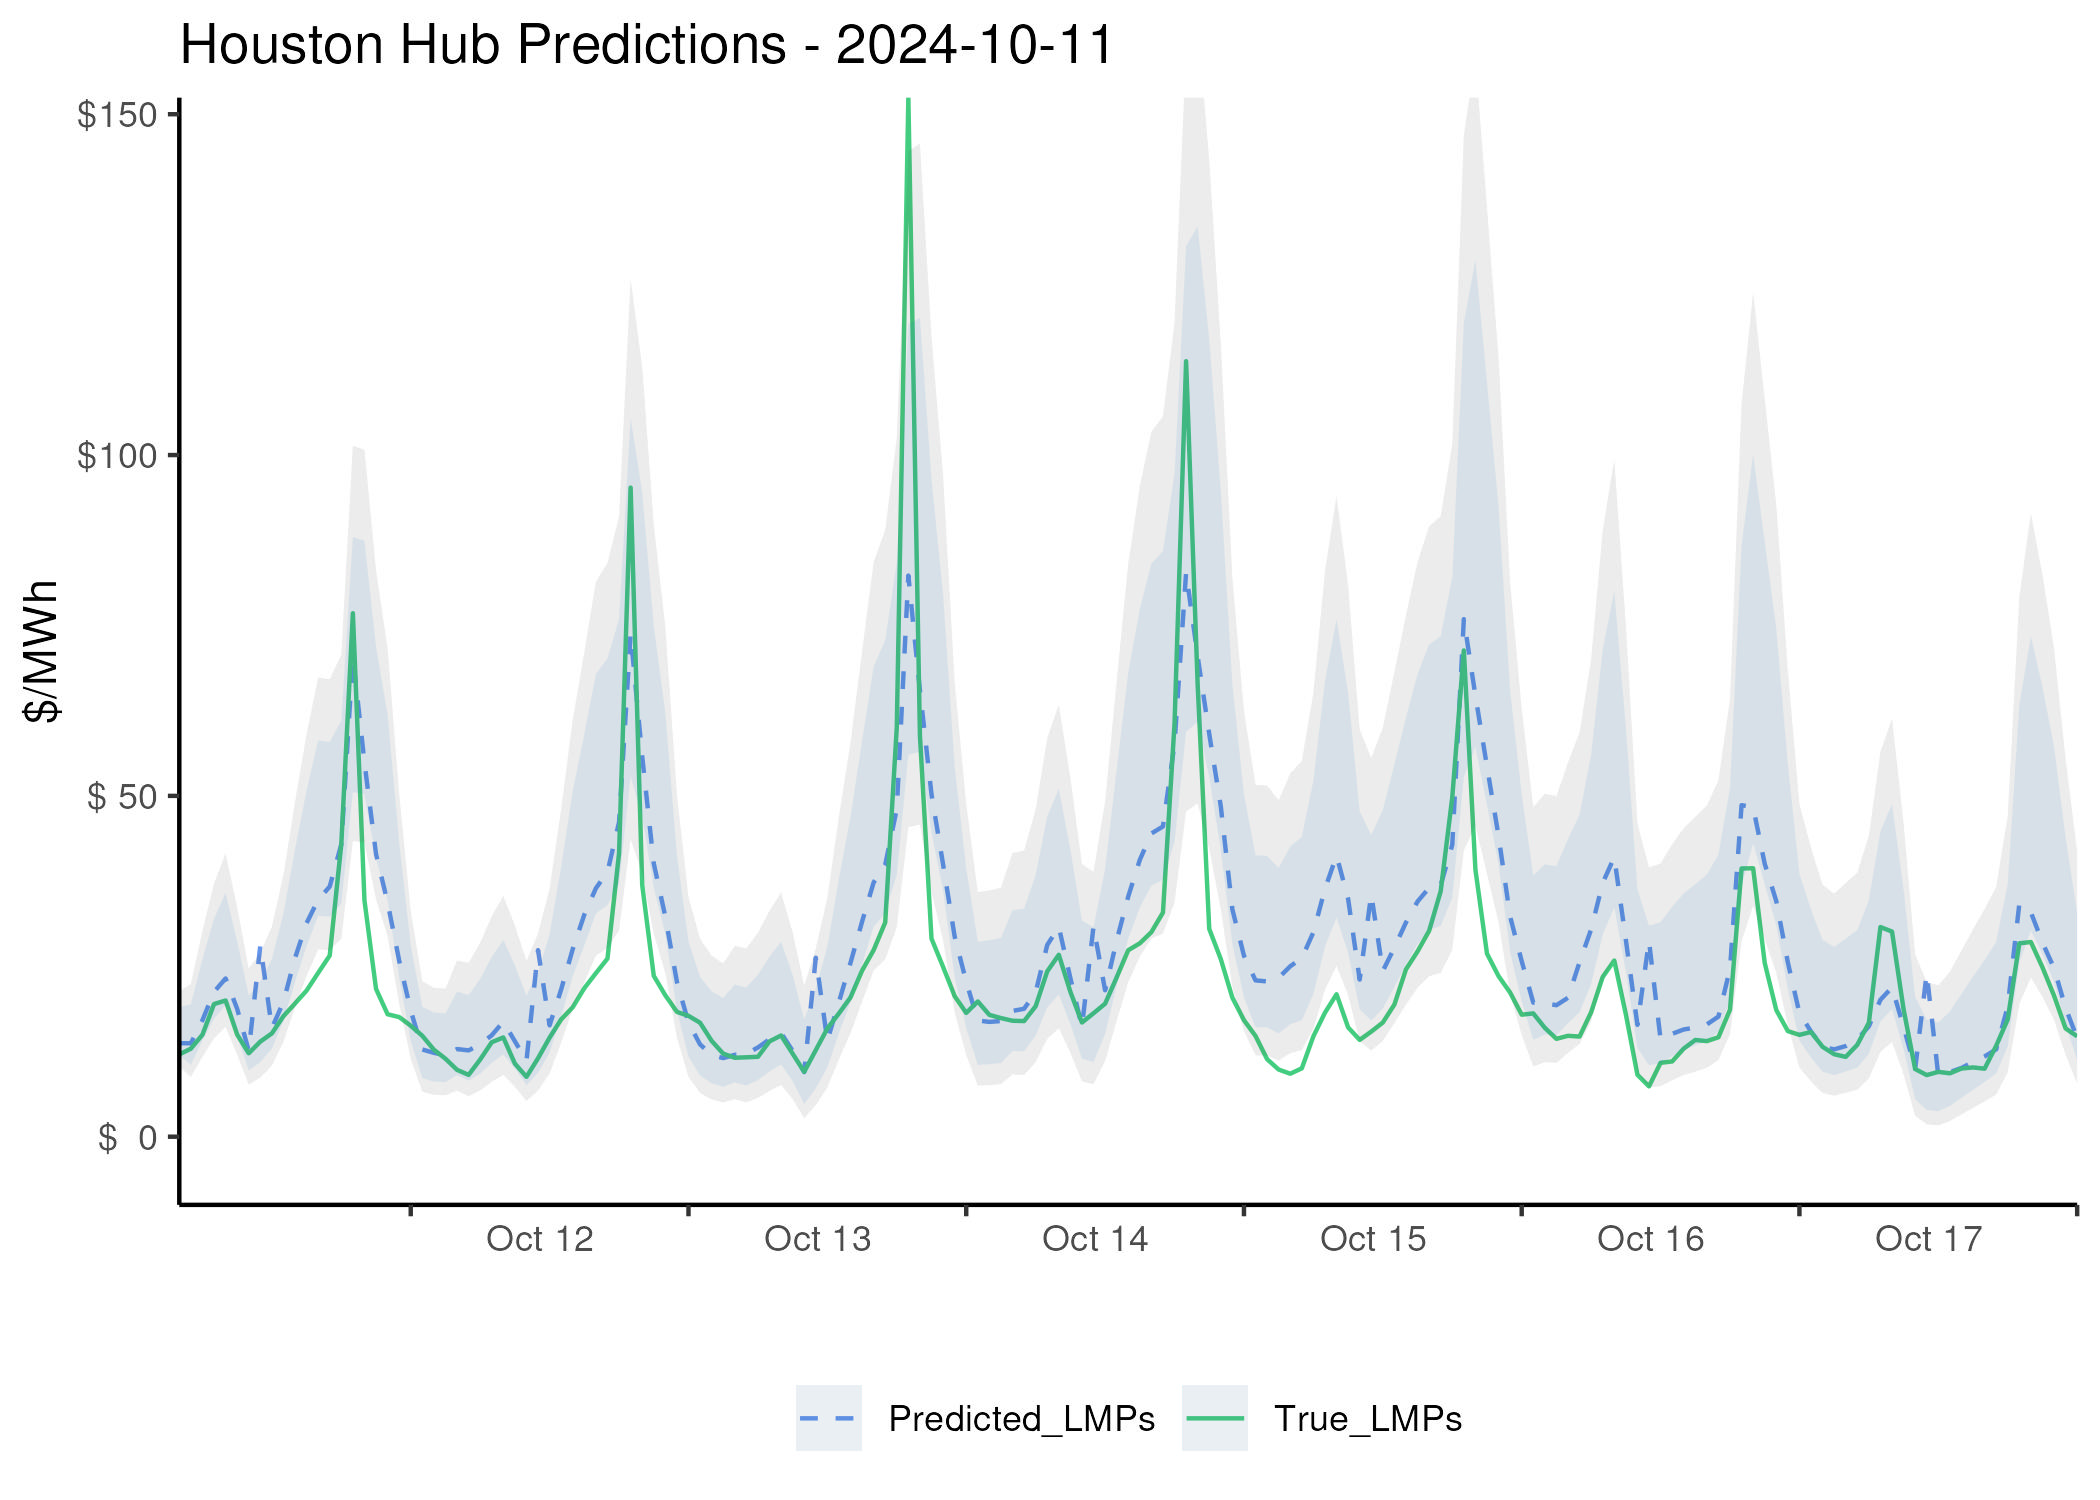 Houston Hub Predictions - 2024-10-11
$150
$100
$ 50
$ 0
$/MWh
Oct 12 Oct 13 Oct 14 Oct 15 Oct 16 Oct 17
Predicted_LMPs True_LMPs